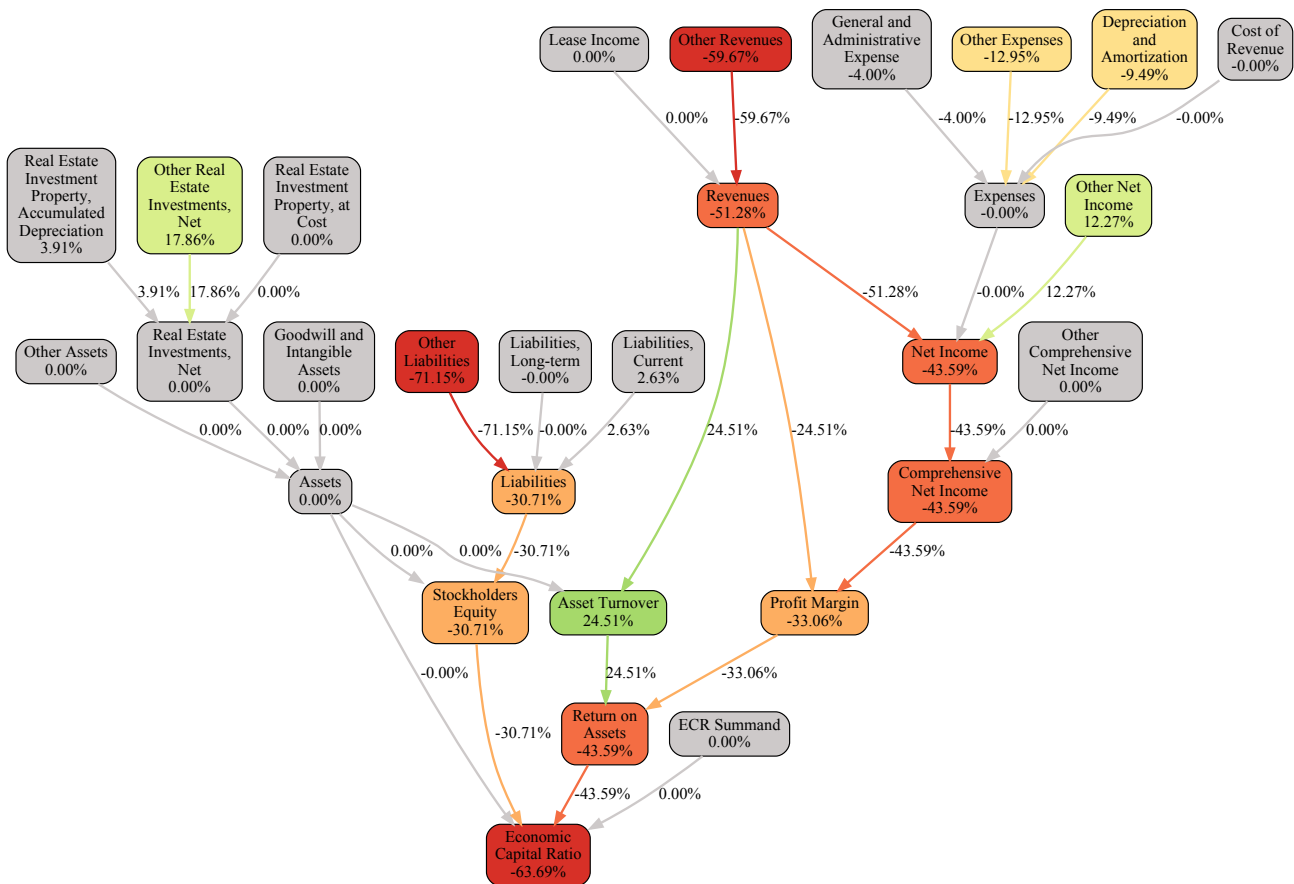 Lease Income
0.00%
Other Revenues
-59.67%
General and
Administrative
Expense
-4.00%
Other Expenses
-12.95%
Depreciation
and
Amortization
-9.49%
Cost of
Revenue
-0.00%
0.00%
-59.67%
-4.00%
-12.95%
-9.49%
-0.00%
Real Estate
Investment
Property,
Accumulated
Depreciation
3.91%
Other Real
Estate
Investments,
Net
17.86%
Real Estate
Investment
Property, at
Cost
0.00%
Revenues
-51.28%
Expenses
-0.00%
Other Net
Income
12.27%
3.91%
17.86%
0.00%
-51.28%
-0.00%
12.27%
Other Assets
0.00%
Real Estate
Investments,
Net
0.00%
Goodwill and
Intangible
Assets
0.00%
Other
Liabilities
-71.15%
Liabilities,
Long-term
-0.00%
Liabilities,
Current
2.63%
Net Income
-43.59%
Other
Comprehensive
Net Income
0.00%
0.00%
0.00%
0.00%
-71.15%
-0.00%
2.63%
24.51%
-24.51%
-43.59%
0.00%
Assets
0.00%
Liabilities
-30.71%
Comprehensive
Net Income
-43.59%
0.00%
0.00%
-30.71%
-43.59%
Stockholders
Equity
-30.71%
Asset Turnover
24.51%
Profit Margin
-33.06%
-0.00%
24.51%
-33.06%
Return on
Assets
-43.59%
ECR Summand
0.00%
-30.71%
-43.59%
0.00%
Economic
Capital Ratio
-63.69%